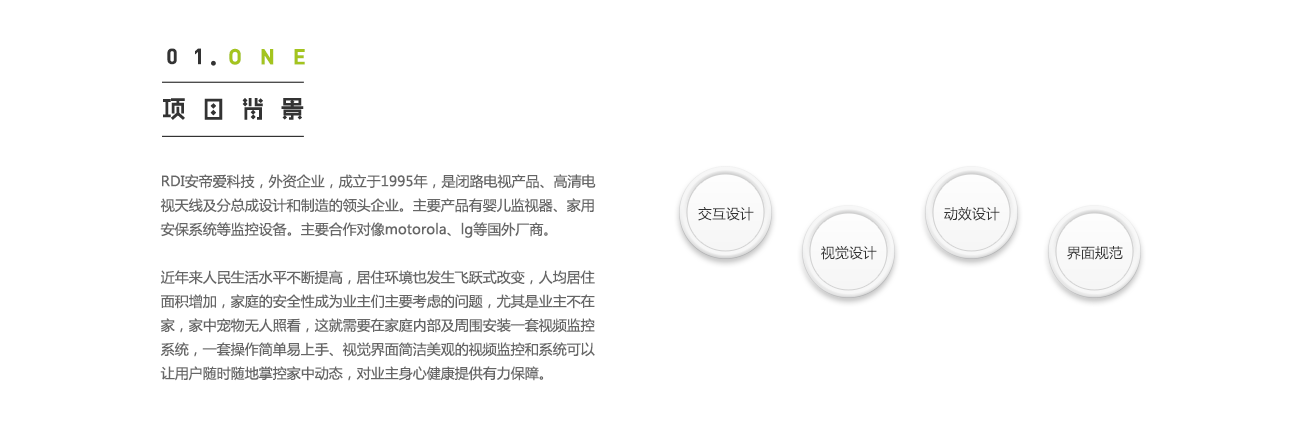 01.ONE
项目背景
RDI安帝爱科技，外资企业，成立于1995年，是闭路电视产品、高清电
视天线及分总成设计和制造的领头企业。主要产品有婴儿监视器、家用
安保系统等监控设备。主要合作对像motorola、lg等国外厂商。
近年来人民生活水平不断提高，居住环境也发生飞跃式改变，人均居住
面积增加，家庭的安全性成为业主们主要考虑的问题，尤其是业主不在
家，家中宠物无人照看，这就需要在家庭内部及周围安装一套视频监控
系统，一套操作简单易上手、视觉界面简洁美观的视频监控和系统可以
让用户随时随地掌控家中动态，对业主身心健康提供有力保障。
交互设计
视觉设计
动效设计
界面规范